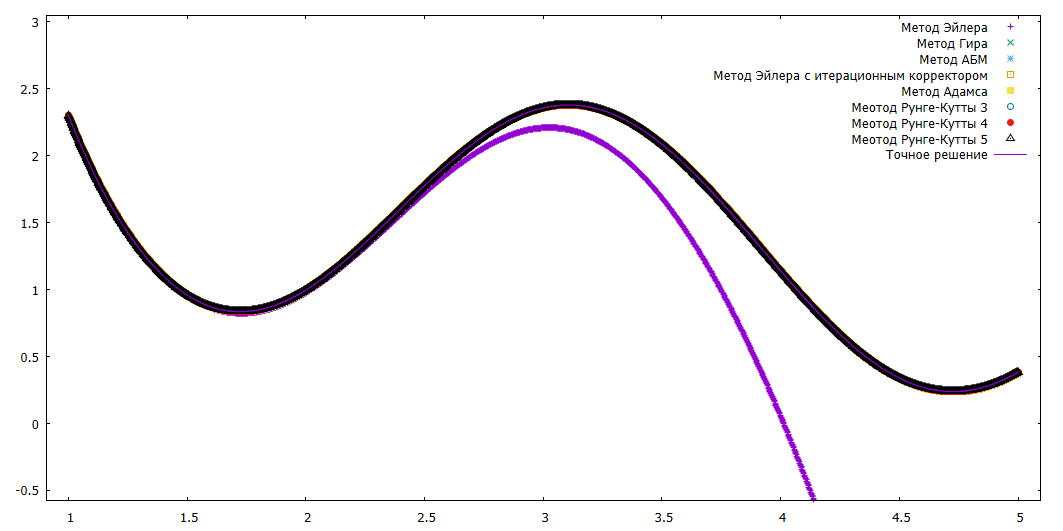 3
2.5
2
1.5
1
0.5
0
-0.5
1
1.5
2
2.5
3
3.5
4
4.5
5
Метод Эйлера
Метод Гира
Метод АБМ
Метод Эйлера с итерационным корректором
Метод Адамса
Меотод Рунге-Кутты 3
Меотод Рунге-Кутты 4
Меотод Рунге-Кутты 5
Точное решение